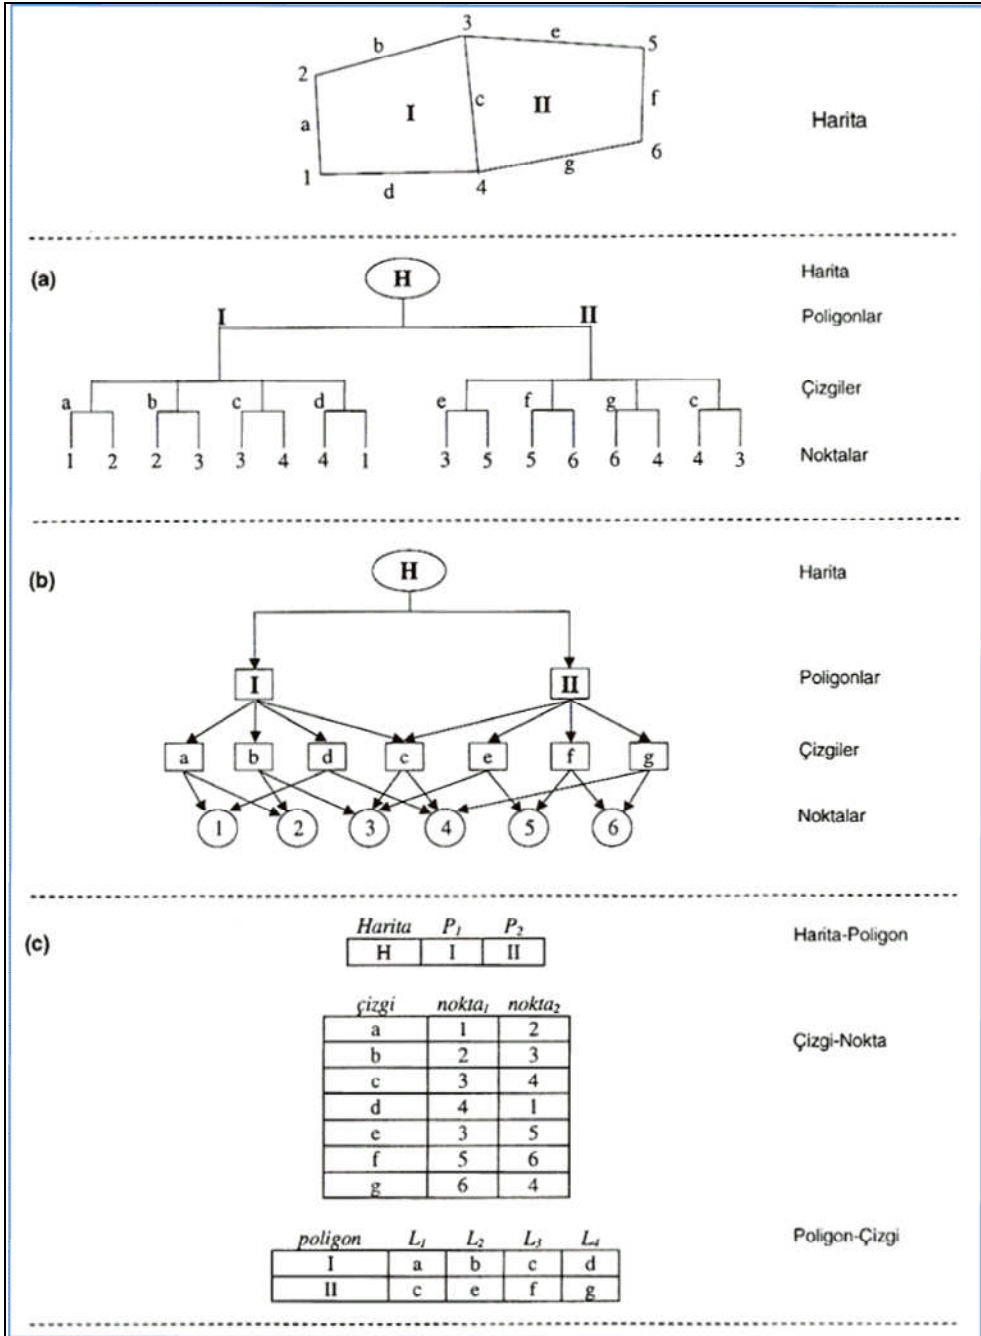 3
b e 5
2
c f
a I II Harita
6
1 g
d 4
(a) H Harita
I II Poligonlar
Çizgiler
a b c d e f g c
1 2 2 3 3 4 4 1 3 5 5 6 6 4 4 3 Noktalar
(b) H Harita
I II Poligonlar
a b d c e f g Çizgiler
1 2 3 4 5 6 Noktalar
(c) Harita P1 P2 Harita-Poligon
H I II
çizgi nokta1 nokta2
a 1 2
b 2 3 Çizgi-Nokta
c 3 4
d 4 1
e 3 5
f 5 6
g 6 4
poligon L1 L2 L3 L4 Poligon-Çizgi
I a b c d
II c e f g